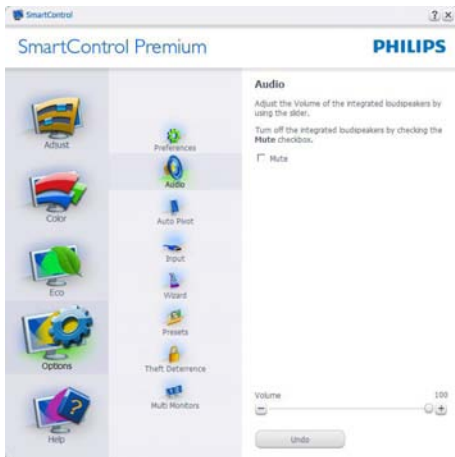 SmartControl
SmartControl Premium
PHILIPS
Adjust
Color
Eco
Options
Help
Preferences
Audio
Auto Pivot
Input
Wizard
Presets
Theft Deterrence
Multi Monitors
Audio
Adjust the Volume of the integrated loudspeakers by
using the slider.
Turn off the integrated loudspeakers by checking the
Mute checkbox.
Mute
Volume 100
Undo